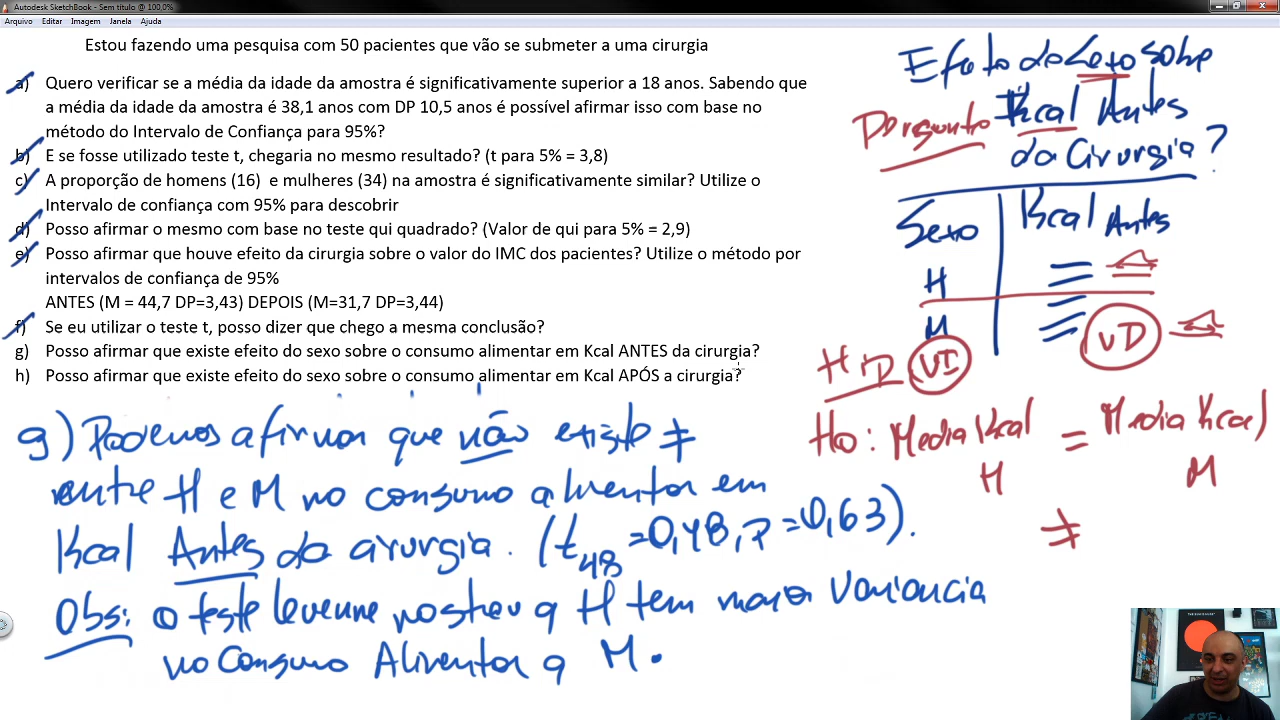 Autodesk SketchBook - Sem título @ 100,0%
Arquivo Editar Imagem Janela Ajuda
Estou fazendo uma pesquisa com 50 pacientes que vão se submeter a uma cirurgia
a) Quero verificar se a média da idade da amostra é significativamente superior a 18 anos. Sabendo que
a média da idade da amostra é 38,1 anos com DP 10,5 anos é possível afirmar isso com base no
método do Intervalo de Confiança para 95%?
b) E se fosse utilizado teste t, chegaria no mesmo resultado? (t para 5% = 3,8)
c) A proporção de homens (16) e mulheres (34) na amostra é significativamente similar? Utilize o
Intervalo de confiança com 95% para descobrir
d) Posso afirmar o mesmo com base no teste qui quadrado? (Valor de qui para 5% = 2,9)
e) Posso afirmar que houve efeito da cirurgia sobre o valor do IMC dos pacientes? Utilize o método por
intervalos de confiança de 95%
ANTES (M = 44,7 DP=3,43) DEPOIS (M=31,7 DP=3,44)
f) Se eu utilizar o teste t, posso dizer que chego a mesma conclusão?
g) Posso afirmar que existe efeito do sexo sobre o consumo alimentar em Kcal ANTES da cirurgia?
h) Posso afirmar que existe efeito do sexo sobre o consumo alimentar em Kcal APÓS a cirurgia?
g) Podemos afirmar que não existe ≠
entre H e M no consumo alimentar em
Kcal Antes da cirurgia. (t48 =0,48, p =0,63).
Obs: o teste levenne mostrou q H tem maior variancia
no Consumo Alimentar q M.
Efeito do Sexo sobre
Pergunta Kcal Antes
da Cirurgia?
Sexo Kcal Antes
H
M VD
HIP VI
Ho: Media Kcal = Media Kcal
H M
≠